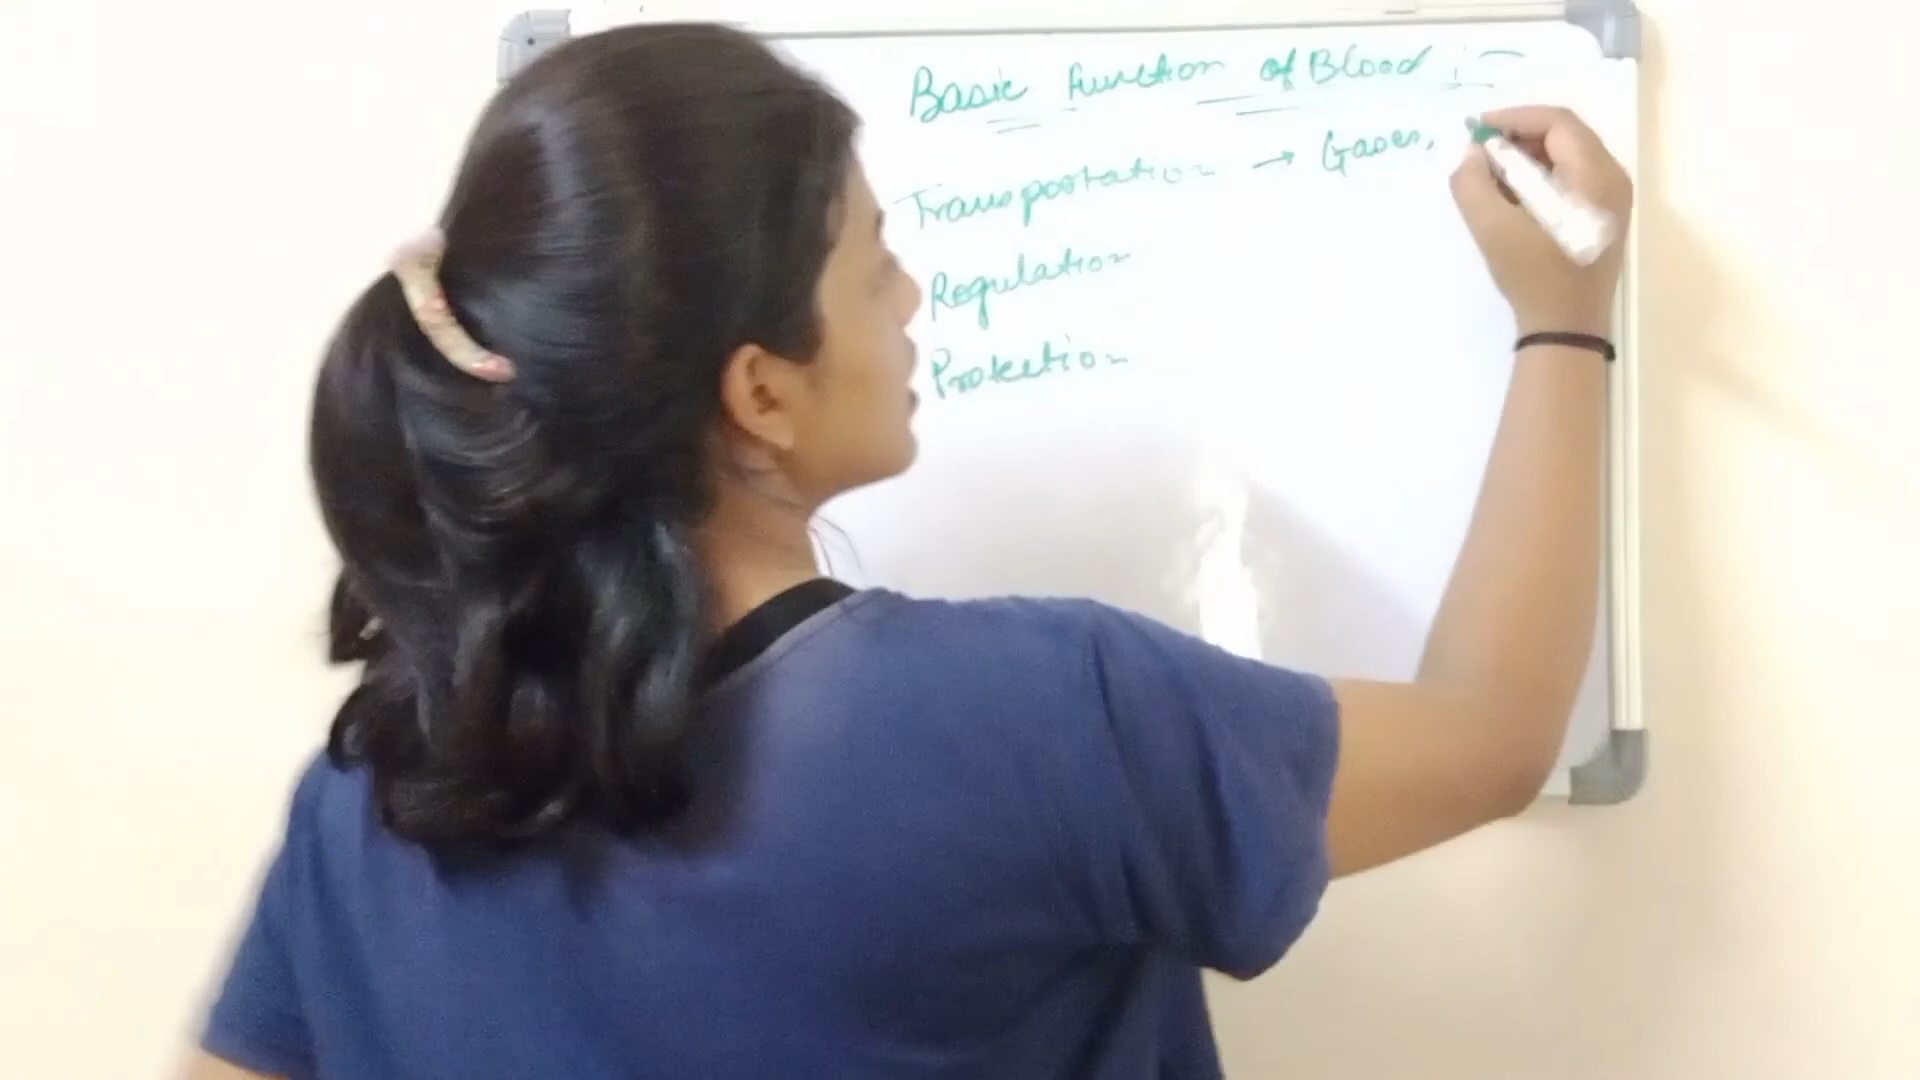 Basic Function of Blood :-
Transportation → Gases,
Regulation
Protection